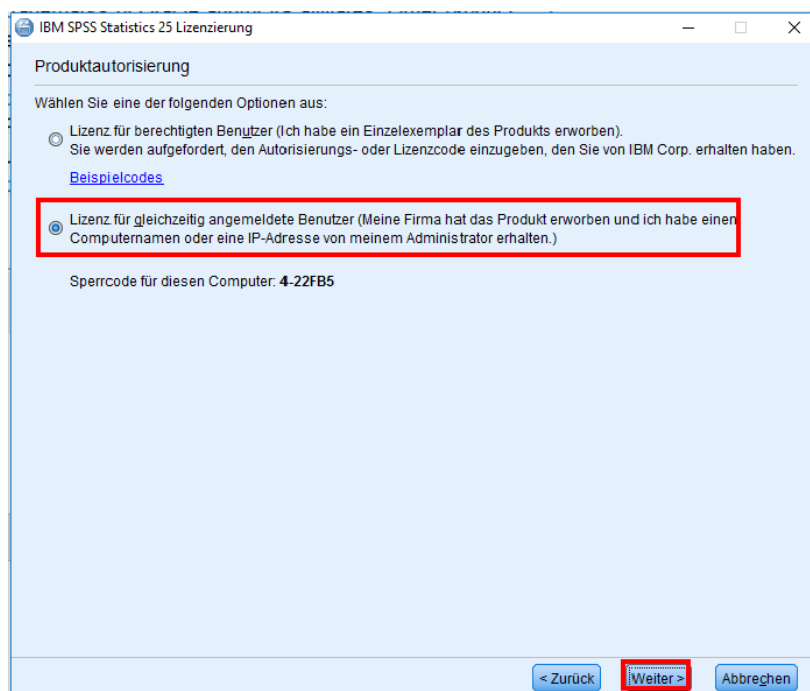 IBM SPSS Statistics 25 Lizenzierung
Produktautorisierung
Wählen Sie eine der folgenden Optionen aus:
Lizenz für berechtigten Benutzer (Ich habe ein Einzelexemplar des Produkts erworben).
Sie werden aufgefordert, den Autorisierungs- oder Lizenzcode einzugeben, den Sie von IBM Corp. erhalten haben.
Beispielcodes
Lizenz für gleichzeitig angemeldete Benutzer (Meine Firma hat das Produkt erworben und ich habe einen
Computernamen oder eine IP-Adresse von meinem Administrator erhalten.)
Sperrcode für diesen Computer: 4-22FB5
< Zurück
Weiter >
Abbrechen